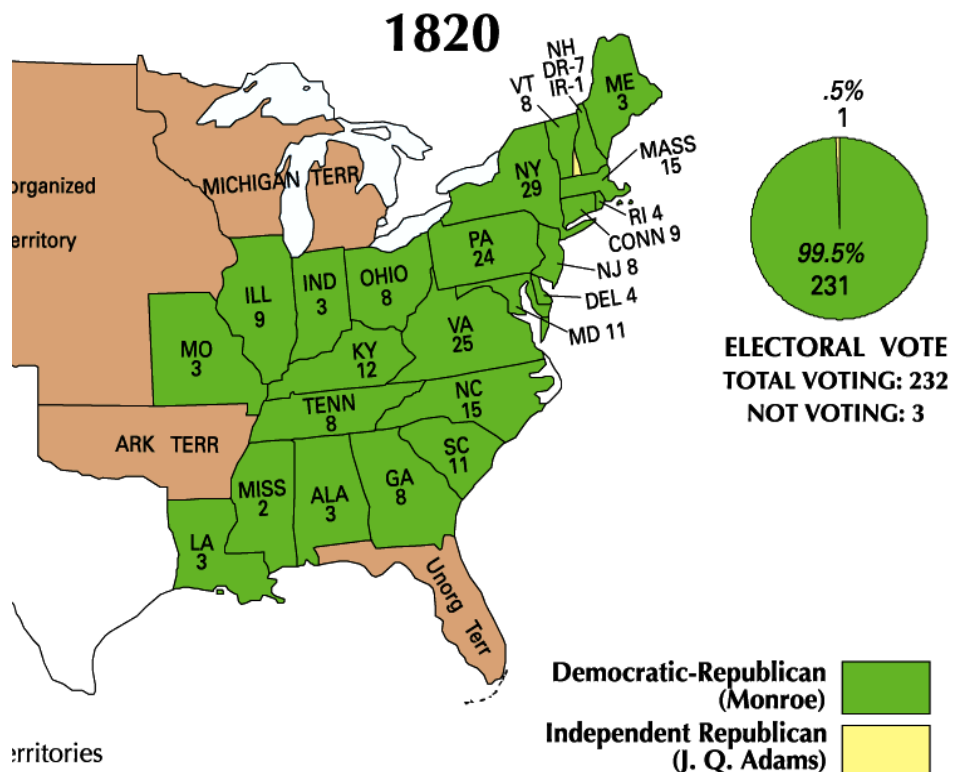 1820
NH
DR-7
IR-1
VT
8
ME
3
MASS
15
NY
29
RI 4
CONN 9
PA
24
NJ 8
DEL 4
MD 11
organized
erritory
MICHIGAN TERR
ILL
9
IND
3
OHIO
8
MO
3
KY
12
VA
25
TENN
8
NC
15
ARK TERR
SC
11
MISS
2
ALA
3
GA
8
LA
3
Unorg Terr
.5%
1
99.5%
231
ELECTORAL VOTE
TOTAL VOTING: 232
NOT VOTING: 3
Democratic-Republican
(Monroe)
Independent Republican
(J. Q. Adams)
erritories